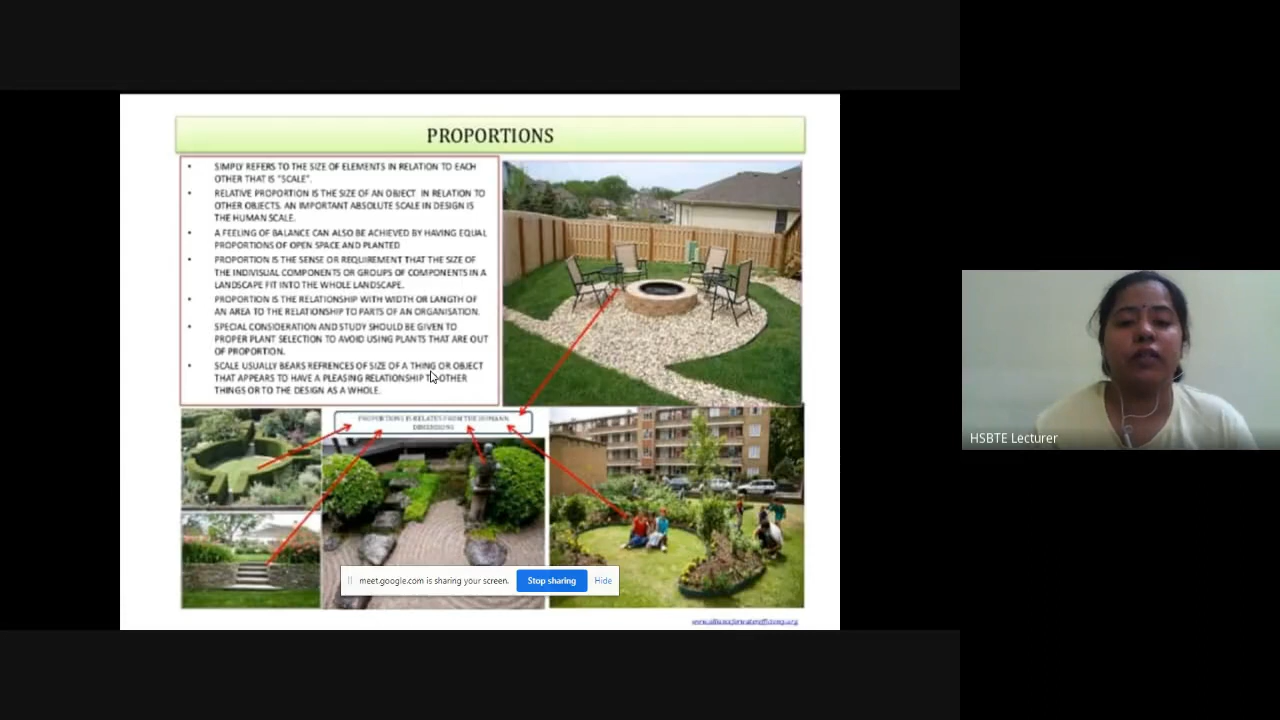 PROPORTIONS
• SIMPLY REFERS TO THE SIZE OF ELEMENTS IN RELATION TO EACH
OTHER THAT IS "SCALE".
• RELATIVE PROPORTION IS THE SIZE OF AN OBJECT IN RELATION TO
OTHER OBJECTS. AN IMPORTANT ABSOLUTE SCALE IN DESIGN IS
THE HUMAN SCALE.
• A FEELING OF BALANCE CAN ALSO BE ACHIEVED BY HAVING EQUAL
PROPORTIONS OF OPEN SPACE AND PLANTED
• PROPORTION IS THE SENSE OR REQUIREMENT THAT THE SIZE OF
THE INDIVISUAL COMPONENTS OR GROUPS OF COMPONENTS IN A
LANDSCAPE FIT INTO THE WHOLE LANDSCAPE.
• PROPORTION IS THE RELATIONSHIP WITH WIDTH OR LANGTH OF
AN AREA TO THE RELATIONSHIP TO PARTS OF AN ORGANISATION.
• SPECIAL CONSIDERATION AND STUDY SHOULD BE GIVEN TO
PROPER PLANT SELECTION TO AVOID USING PLANTS THAT ARE OUT
OF PROPORTION.
• SCALE USUALLY BEARS REFRENCES OF SIZE OF A THING OR OBJECT
THAT APPEARS TO HAVE A PLEASING RELATIONSHIP TO OTHER
THINGS OR TO THE DESIGN AS A WHOLE.
PROPORTIONS IS RELATES FROM THE HUMANN
DIMENSIONS
meet.google.com is sharing your screen.
Stop sharing
Hide
HSBTE Lecturer